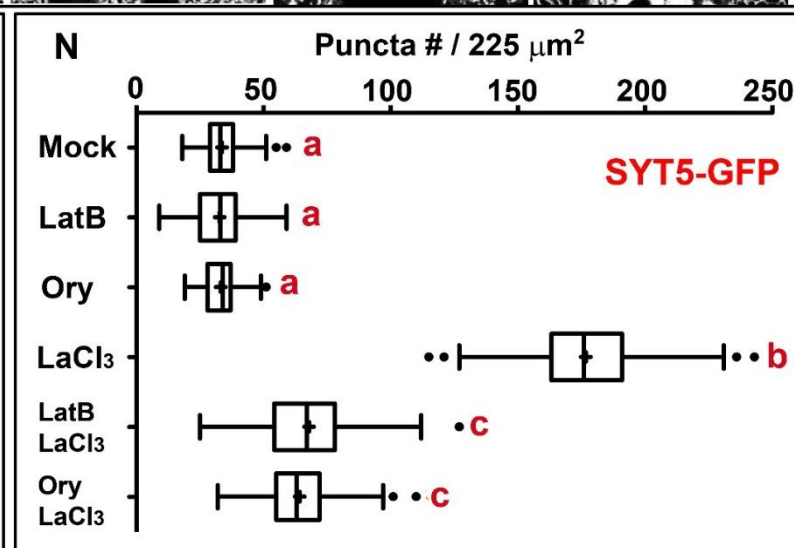 N
Puncta # / 225 μm²
0 50 100 150 200 250
Mock a
SYT5-GFP
LatB a
Ory a
LaCl₃ b
LatB
LaCl₃ c
Ory
LaCl₃ c